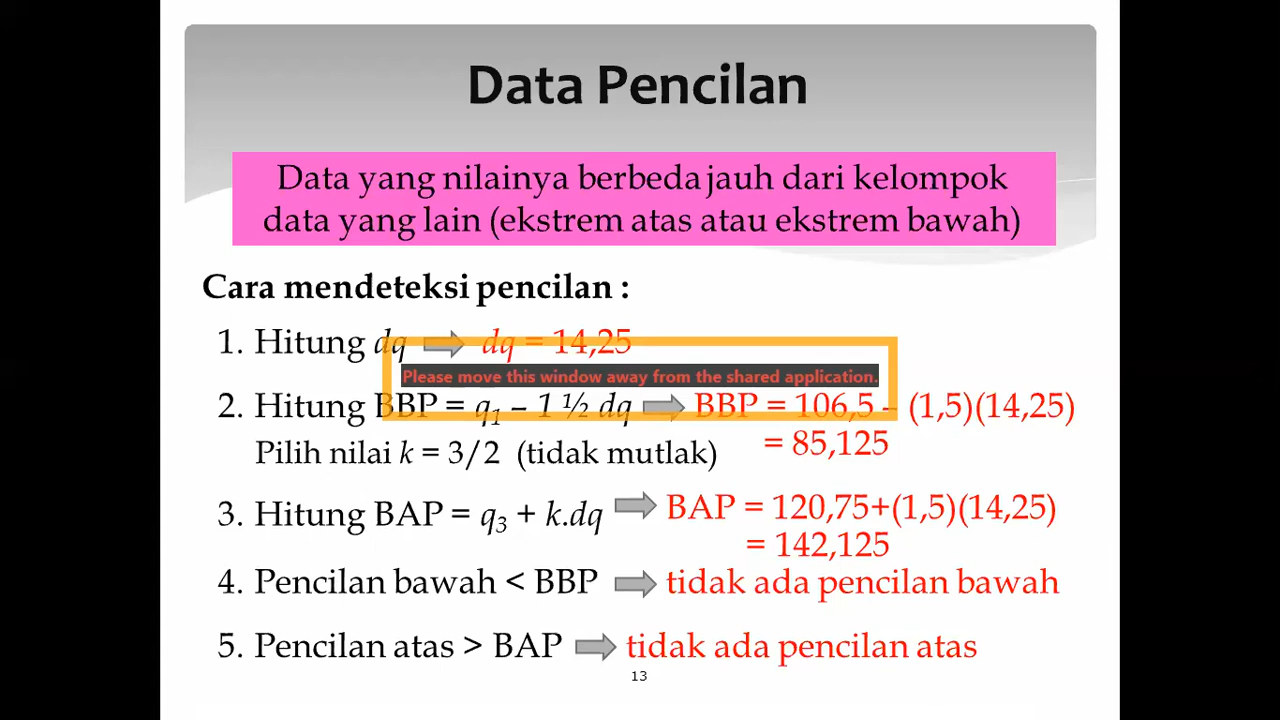 Data Pencilan
Data yang nilainya berbeda jauh dari kelompok
data yang lain (ekstrem atas atau ekstrem bawah)
Cara mendeteksi pencilan :
1. Hitung dq dq = 14,25
Please move this window away from the shared application.
2. Hitung BBP = q₁ – 1 ½ dq BBP = 106,5 – (1,5)(14,25)
= 85,125
Pilih nilai k = 3/2 (tidak mutlak)
3. Hitung BAP = q₃ + k.dq BAP = 120,75+(1,5)(14,25)
= 142,125
4. Pencilan bawah < BBP tidak ada pencilan bawah
5. Pencilan atas > BAP tidak ada pencilan atas
13